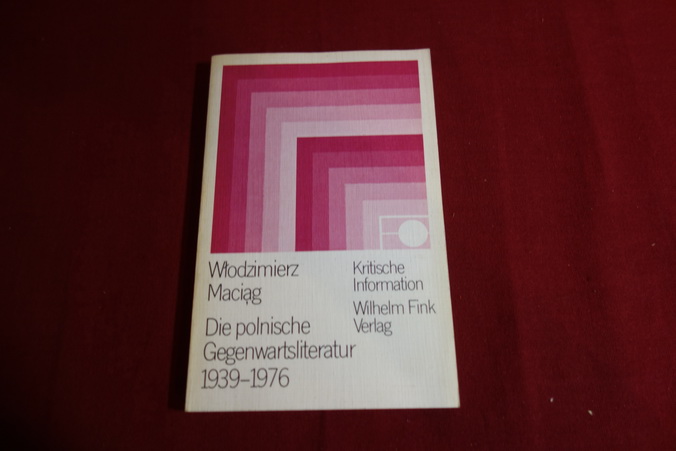 Włodzimierz
Maciąg
Die polnische
Gegenwartsliteratur
1939–1976
Kritische
Information
Wilhelm Fink
Verlag